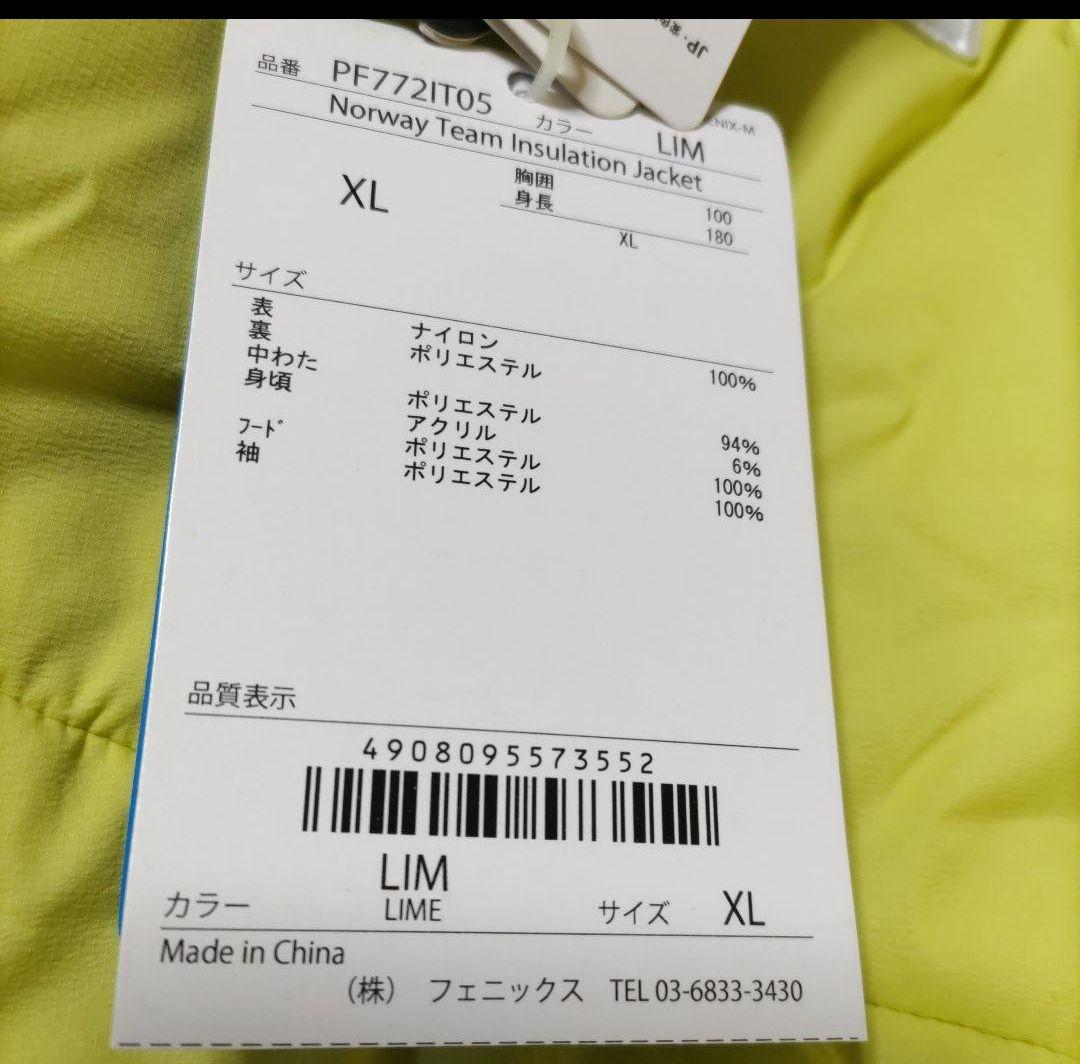 JP・
ENIX-M
品番 PF772IT05 カラー LIM
Norway Team Insulation Jacket
XL
胸囲 100
身長 180
XL
サイズ
表 ナイロン 100%
裏 ポリエステル
中わた
身頃 ポリエステル 94%
アクリル 6%
フード ポリエステル 100%
袖 ポリエステル 100%
品質表示
4908095573552
LIM
カラー LIME サイズ XL
Made in China
（株） フェニックス TEL 03-6833-3430